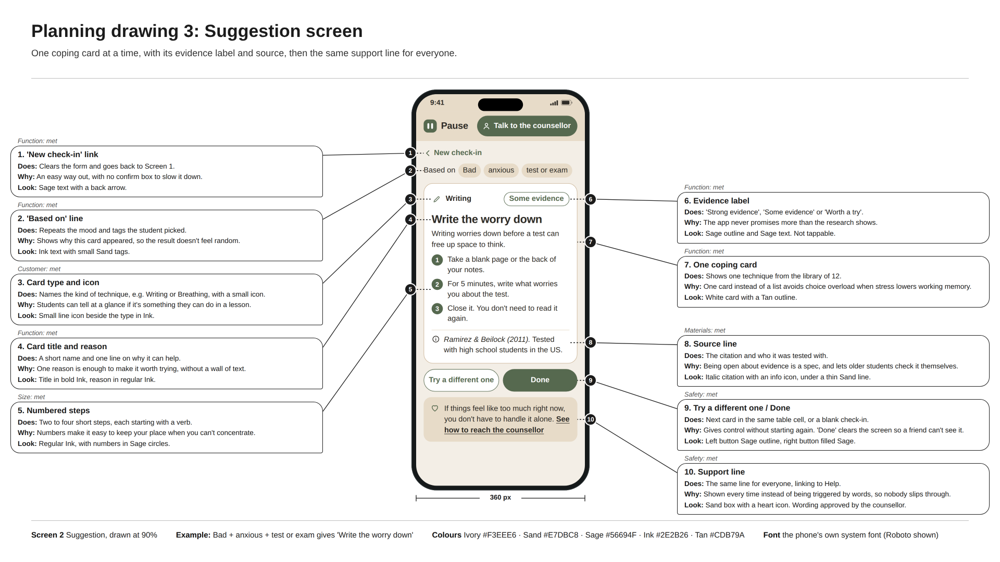 Planning drawing 3: Suggestion screen
One coping card at a time, with its evidence label and source, then the same support line for everyone.
Function: met
1. 'New check-in' link
Does: Clears the form and goes back to Screen 1.
Why: An easy way out, with no confirm box to slow it down.
Look: Sage text with a back arrow.
Function: met
2. 'Based on' line
Does: Repeats the mood and tags the student picked.
Why: Shows why this card appeared, so the result doesn't feel random.
Look: Ink text with small Sand tags.
Customer: met
3. Card type and icon
Does: Names the kind of technique, e.g. Writing or Breathing, with a small icon.
Why: Students can tell at a glance if it's something they can do in a lesson.
Look: Small line icon beside the type in Ink.
Function: met
4. Card title and reason
Does: A short name and one line on why it can help.
Why: One reason is enough to make it worth trying, without a wall of text.
Look: Title in bold Ink, reason in regular Ink.
Size: met
5. Numbered steps
Does: Two to four short steps, each starting with a verb.
Why: Numbers make it easy to keep your place when you can't concentrate.
Look: Regular Ink, with numbers in Sage circles.
9:41
Pause
Talk to the counsellor
1
New check-in
2
Based on Bad anxious test or exam
3
Writing
Some evidence
6
4
Write the worry down
Writing worries down before a test can
free up space to think.
7
1 Take a blank page or the back of
your notes.
5
2 For 5 minutes, write what worries
you about the test.
3 Close it. You don't need to read it
again.
Ramirez & Beilock (2011). Tested
with high school students in the US.
8
Try a different one
Done
9
If things feel like too much right now,
you don't have to handle it alone. See
how to reach the counsellor
10
360 px
Function: met
6. Evidence label
Does: 'Strong evidence', 'Some evidence' or 'Worth a try'.
Why: The app never promises more than the research shows.
Look: Sage outline and Sage text. Not tappable.
Function: met
7. One coping card
Does: Shows one technique from the library of 12.
Why: One card instead of a list avoids choice overload when stress lowers working memory.
Look: White card with a Tan outline.
Materials: met
8. Source line
Does: The citation and who it was tested with.
Why: Being open about evidence is a spec, and lets older students check it themselves.
Look: Italic citation with an info icon, under a thin Sand line.
Safety: met
9. Try a different one / Done
Does: Next card in the same table cell, or a blank check-in.
Why: Gives control without starting again. 'Done' clears the screen so a friend can't see it.
Look: Left button Sage outline, right button filled Sage.
Safety: met
10. Support line
Does: The same line for everyone, linking to Help.
Why: Shown every time instead of being triggered by words, so nobody slips through.
Look: Sand box with a heart icon. Wording approved by the counsellor.
Screen 2 Suggestion, drawn at 90%
Example: Bad + anxious + test or exam gives 'Write the worry down'
Colours Ivory #F3EEE6 · Sand #E7DBC8 · Sage #56694F · Ink #2E2B26 · Tan #CDB79A
Font the phone's own system font (Roboto shown)